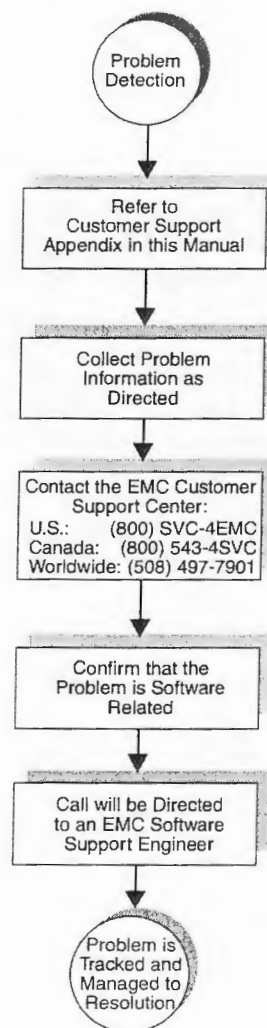 Problem
Detection
Refer to
Customer Support
Appendix in this Manual
Collect Problem
Information as
Directed
Contact the EMC Customer
Support Center:
U.S.: (800) SVC-4EMC
Canada: (800) 543-4SVC
Worldwide: (508) 497-7901
Confirm that the
Problem is Software
Related
Call will be Directed
to an EMC Software
Support Engineer
Problem is
Tracked and
Managed to
Resolution